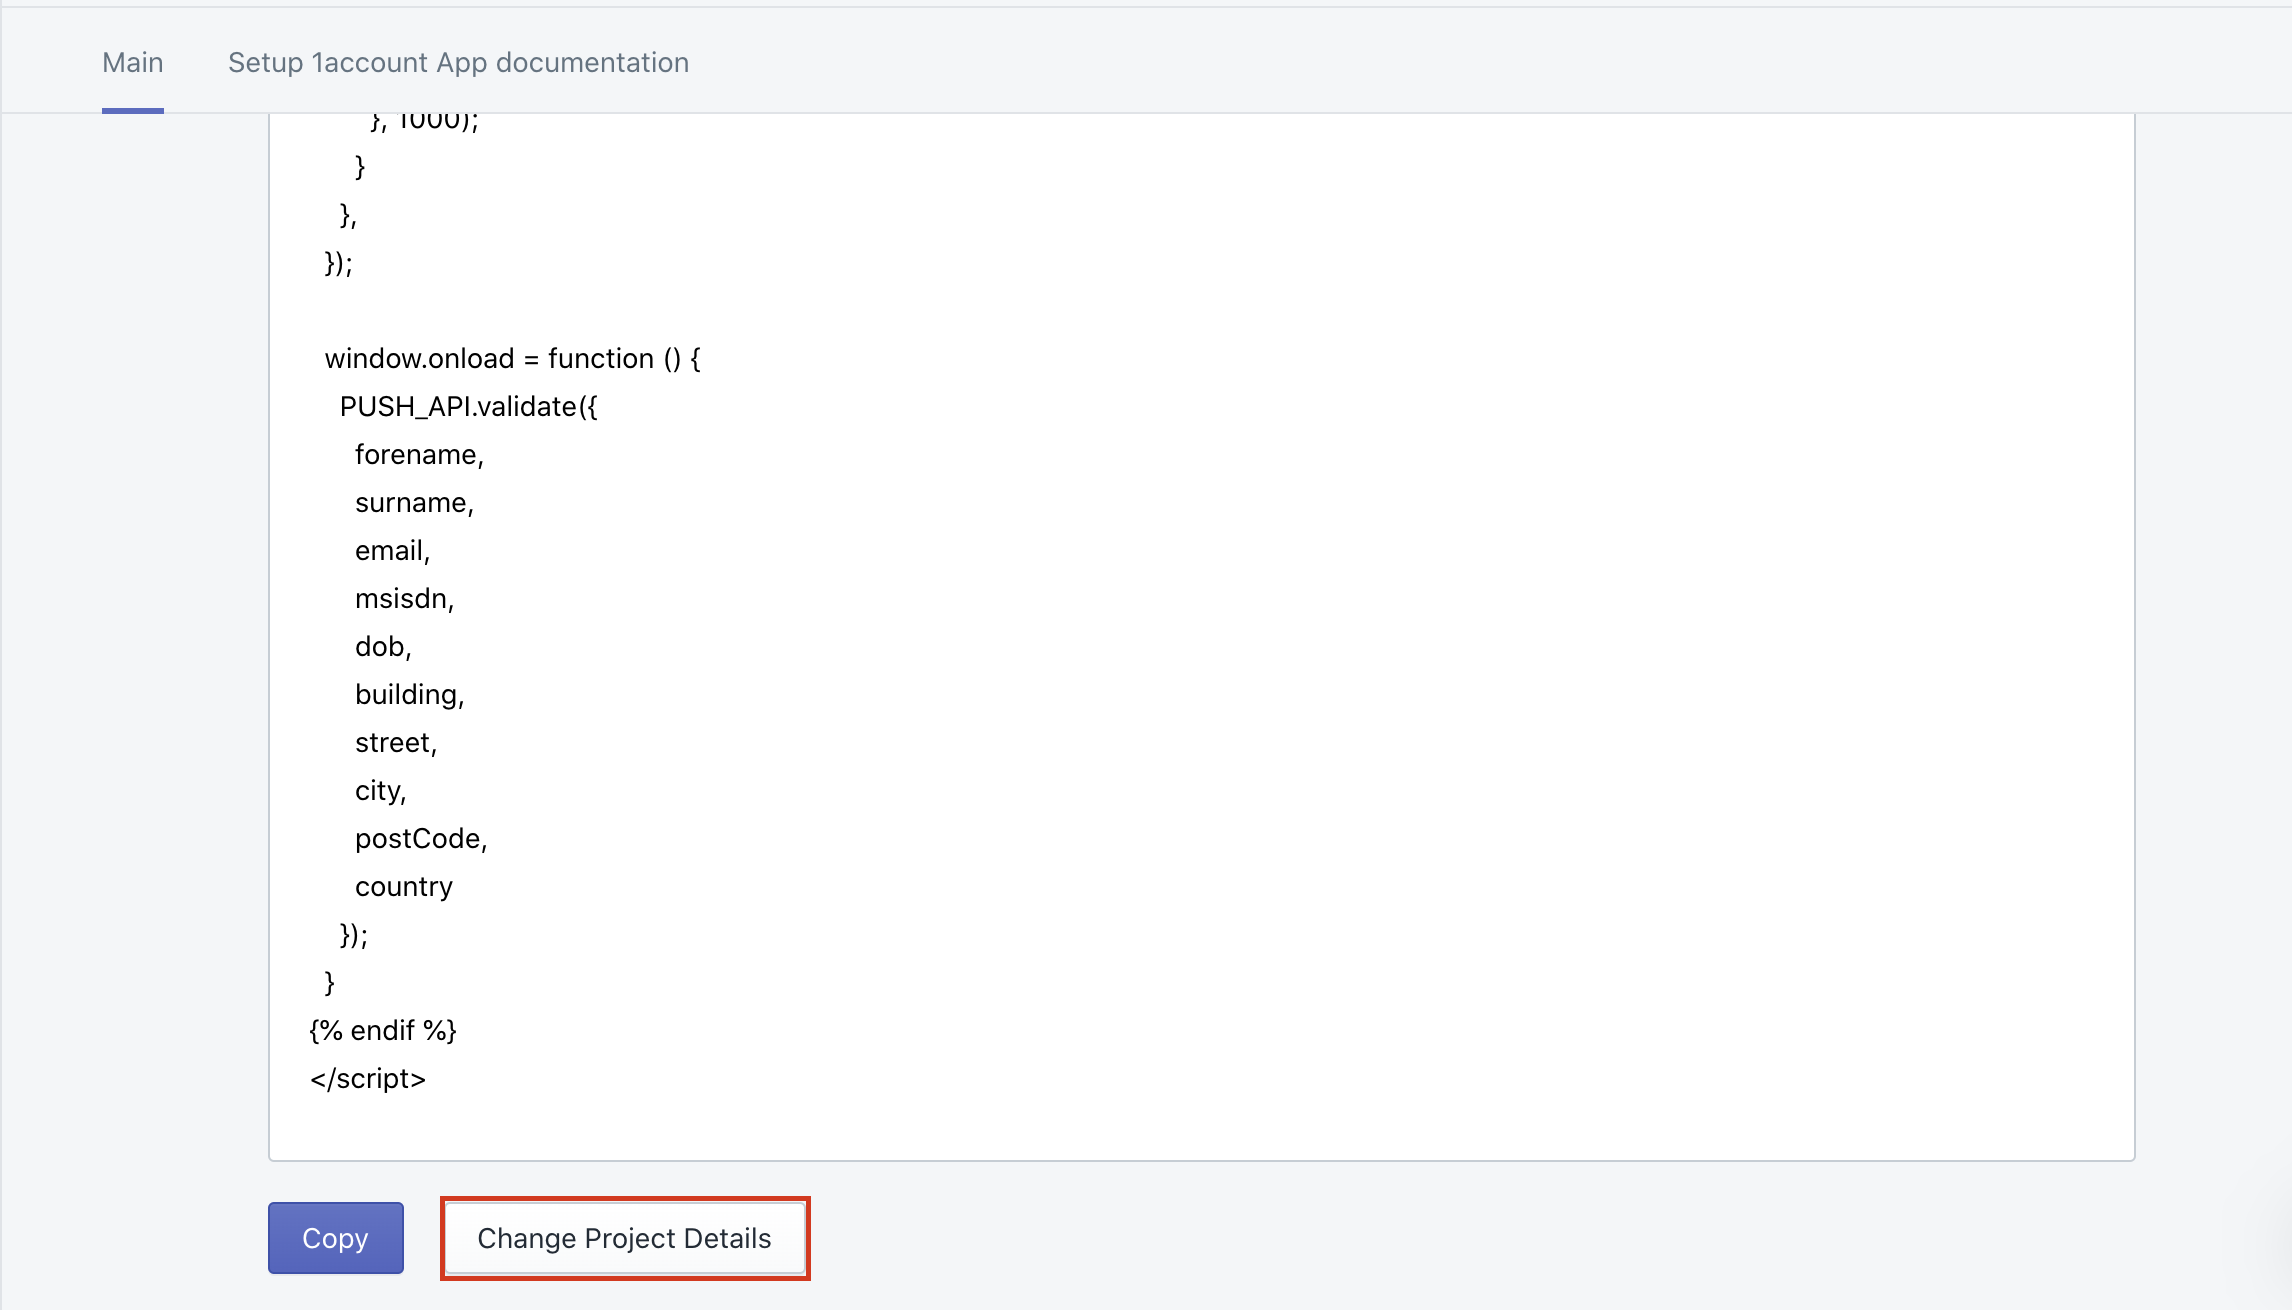 Main
Setup 1account App documentation
}, 1000);
}
},
});
window.onload = function () {
PUSH_API.validate({
forename,
surname,
email,
msisdn,
dob,
building,
street,
city,
postCode,
country
});
}
{% endif %}
</script>
Copy
Change Project Details